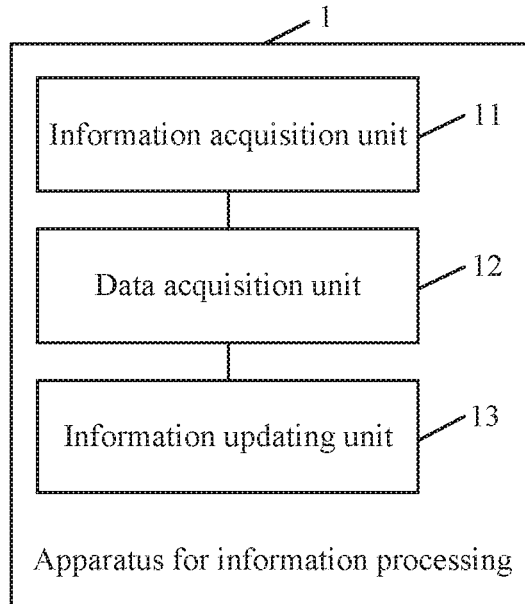 1
Information acquisition unit
11
Data acquisition unit
12
Information updating unit
13
Apparatus for information processing